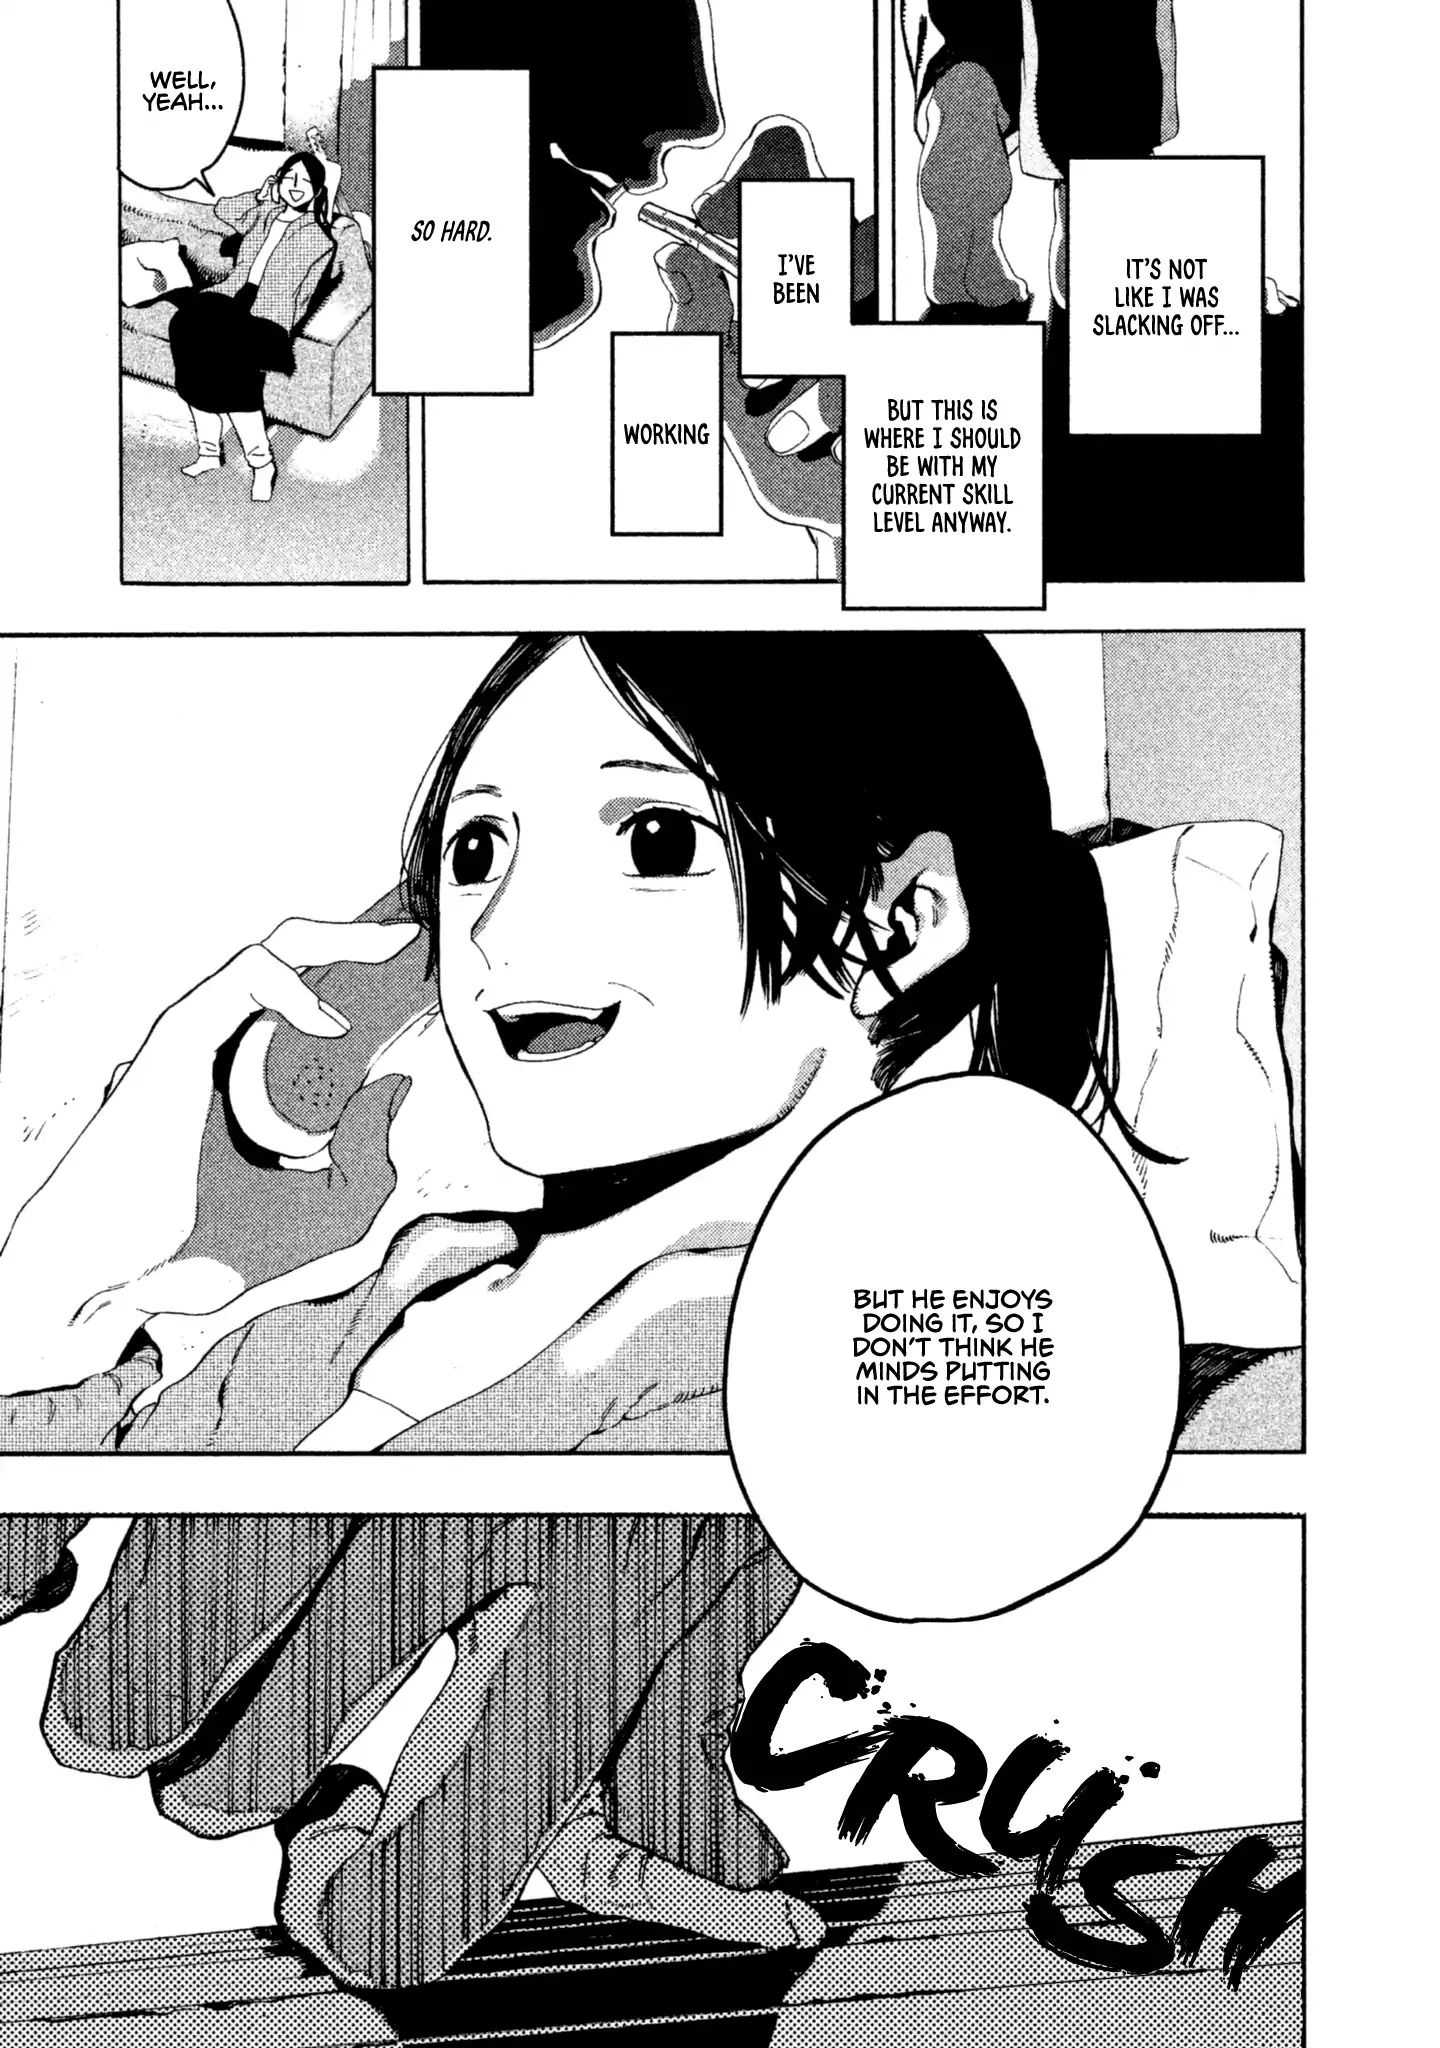 IT'S NOT
LIKE I WAS
SLACKING OFF...
BUT THIS IS
WHERE I SHOULD
BE WITH MY
CURRENT SKILL
LEVEL ANYWAY.
I'VE
BEEN
WORKING
SO HARD.
WELL,
YEAH...
BUT HE ENJOYS
DOING IT, SO I
DON'T THINK HE
MINDS PUTTING
IN THE EFFORT.
CRUSH